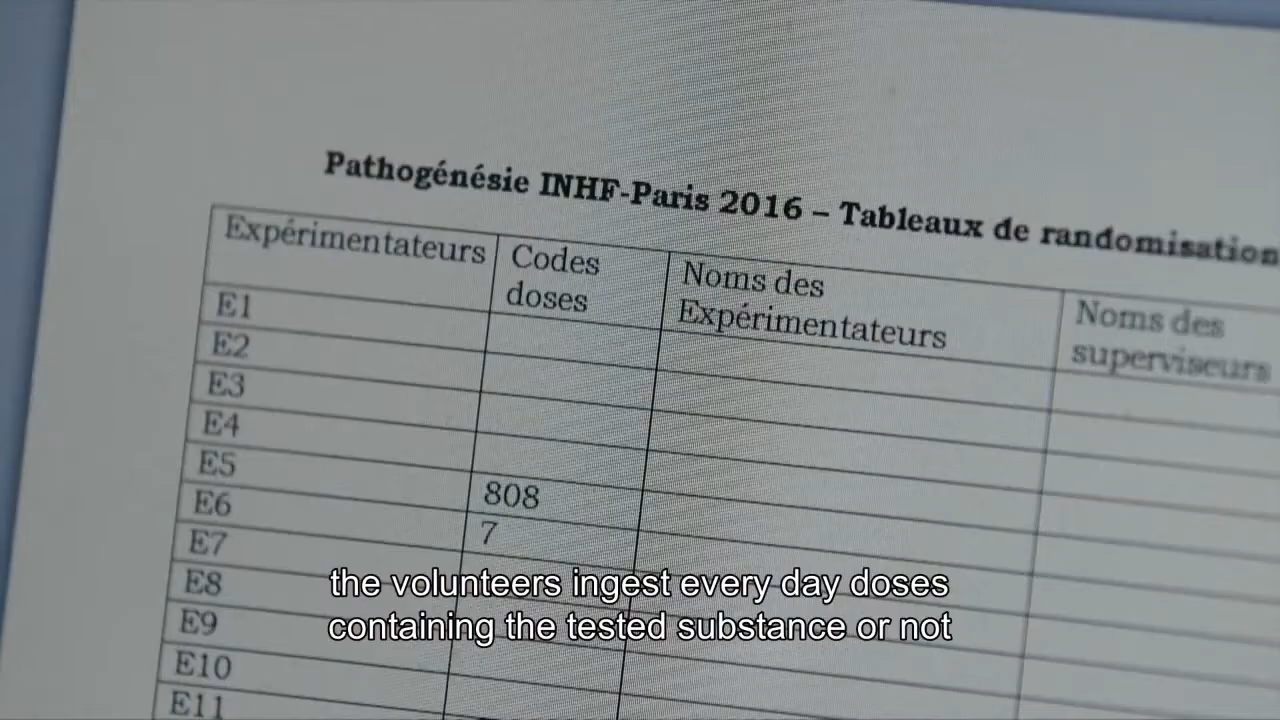 Pathogénésie INHF-Paris 2016 – Tableaux de randomisation
Expérimentateurs
Codes
doses
Noms des
Expérimentateurs
Noms des
superviseurs
E1
E2
E3
E4
E5 808
E6 7
E7
E8
E9
E10
E11
the volunteers ingest every day doses
containing the tested substance or not